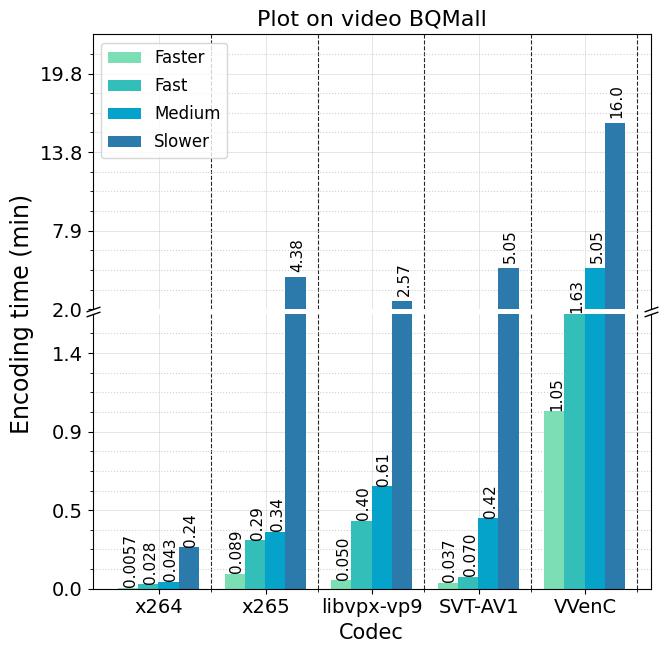 Plot on video BQMall
Faster
Fast
Medium
Slower
Encoding time (min)
19.8
13.8
7.9
2.0
2.0
1.4
0.9
0.5
0.0
0.0057
0.028
0.043
0.24
0.089
0.29
0.34
4.38
0.050
0.40
0.61
2.57
0.037
0.070
0.42
5.05
1.05
1.63
5.05
16.0
x264
x265
libvpx-vp9
SVT-AV1
VVenC
Codec